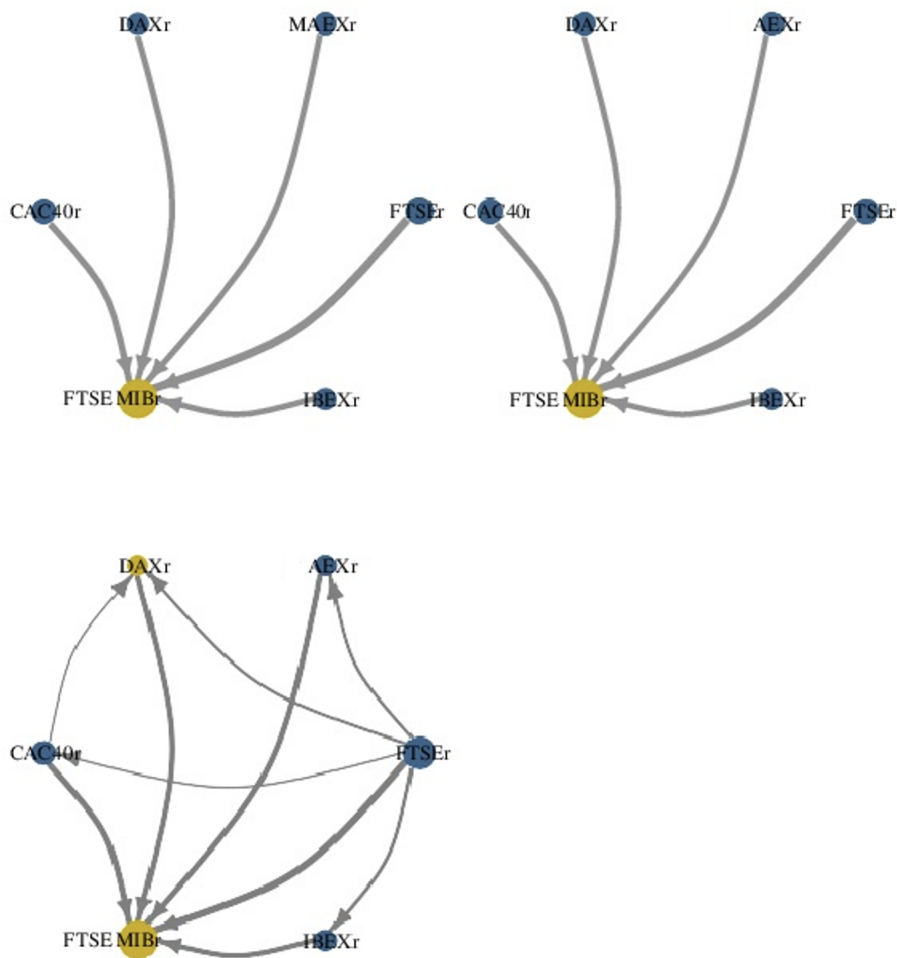 DAXr MAEXr DAXr AEXr
CAC40r FTSEr CAC40r FTSEr
FTSE MIBr IBEXr FTSE MIBr IBEXr
DAXr AEXr
CAC40r FTSEr
FTSE MIBr IBEXr